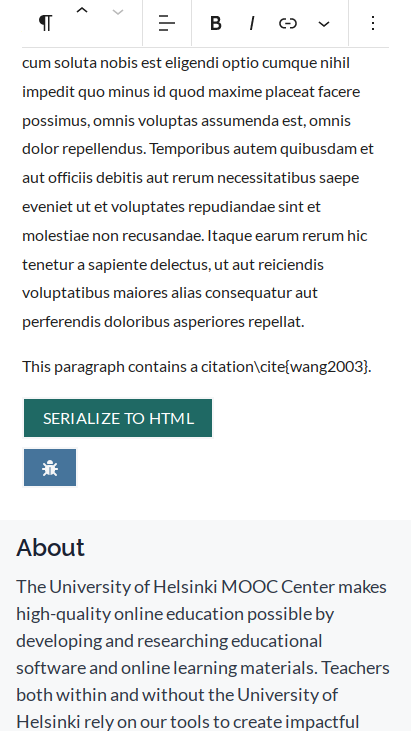 ¶ B I
cum soluta nobis est eligendi optio cumque nihil
impedit quo minus id quod maxime placeat facere
possimus, omnis voluptas assumenda est, omnis
dolor repellendus. Temporibus autem quibusdam et
aut officiis debitis aut rerum necessitatibus saepe
eveniet ut et voluptates repudiandae sint et
molestiae non recusandae. Itaque earum rerum hic
tenetur a sapiente delectus, ut aut reiciendis
voluptatibus maiores alias consequatur aut
perferendis doloribus asperiores repellat.
This paragraph contains a citation\cite{wang2003}.
SERIALIZE TO HTML
About
The University of Helsinki MOOC Center makes
high-quality online education possible by
developing and researching educational
software and online learning materials. Teachers
both within and without the University of
Helsinki rely on our tools to create impactful